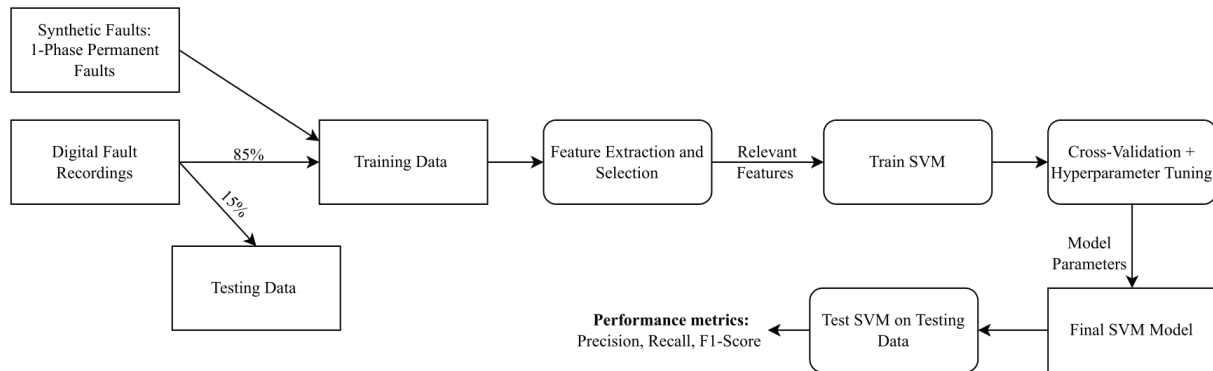 Synthetic Faults:
1-Phase Permanent
Faults
Digital Fault
Recordings
85%
15%
Training Data
Testing Data
Feature Extraction and
Selection
Relevant
Features
Train SVM
Cross-Validation +
Hyperparameter Tuning
Model
Parameters
Final SVM Model
Test SVM on Testing
Data
Performance metrics:
Precision, Recall, F1-Score